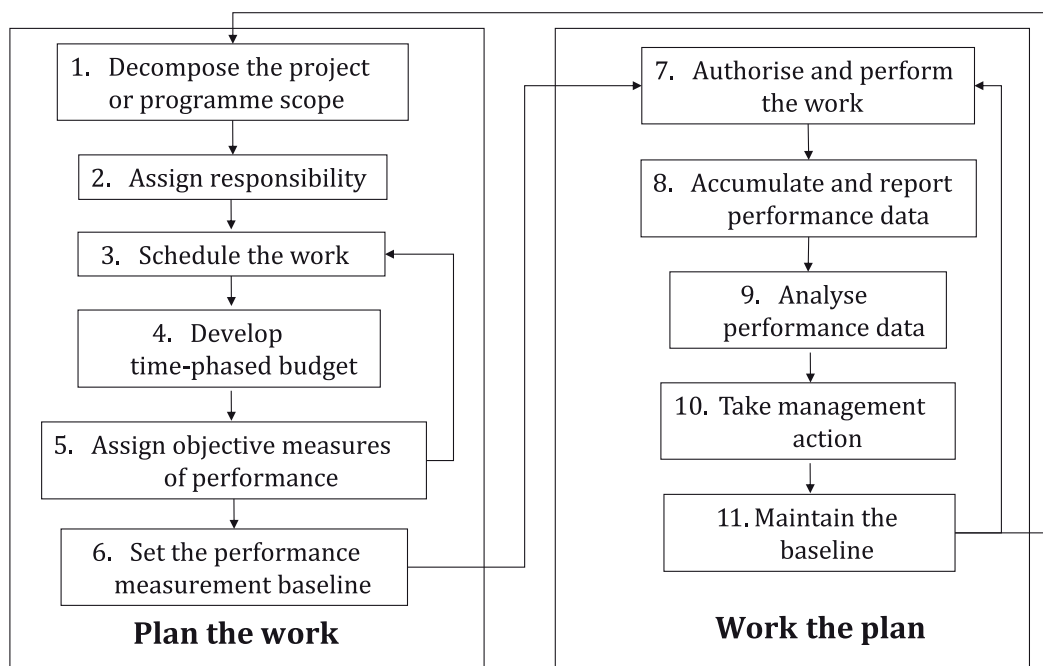 1. Decompose the project
or programme scope
2. Assign responsibility
3. Schedule the work
4. Develop
time-phased budget
5. Assign objective measures
of performance
6. Set the performance
measurement baseline
Plan the work
7. Authorise and perform
the work
8. Accumulate and report
performance data
9. Analyse
performance data
10. Take management
action
11. Maintain the
baseline
Work the plan